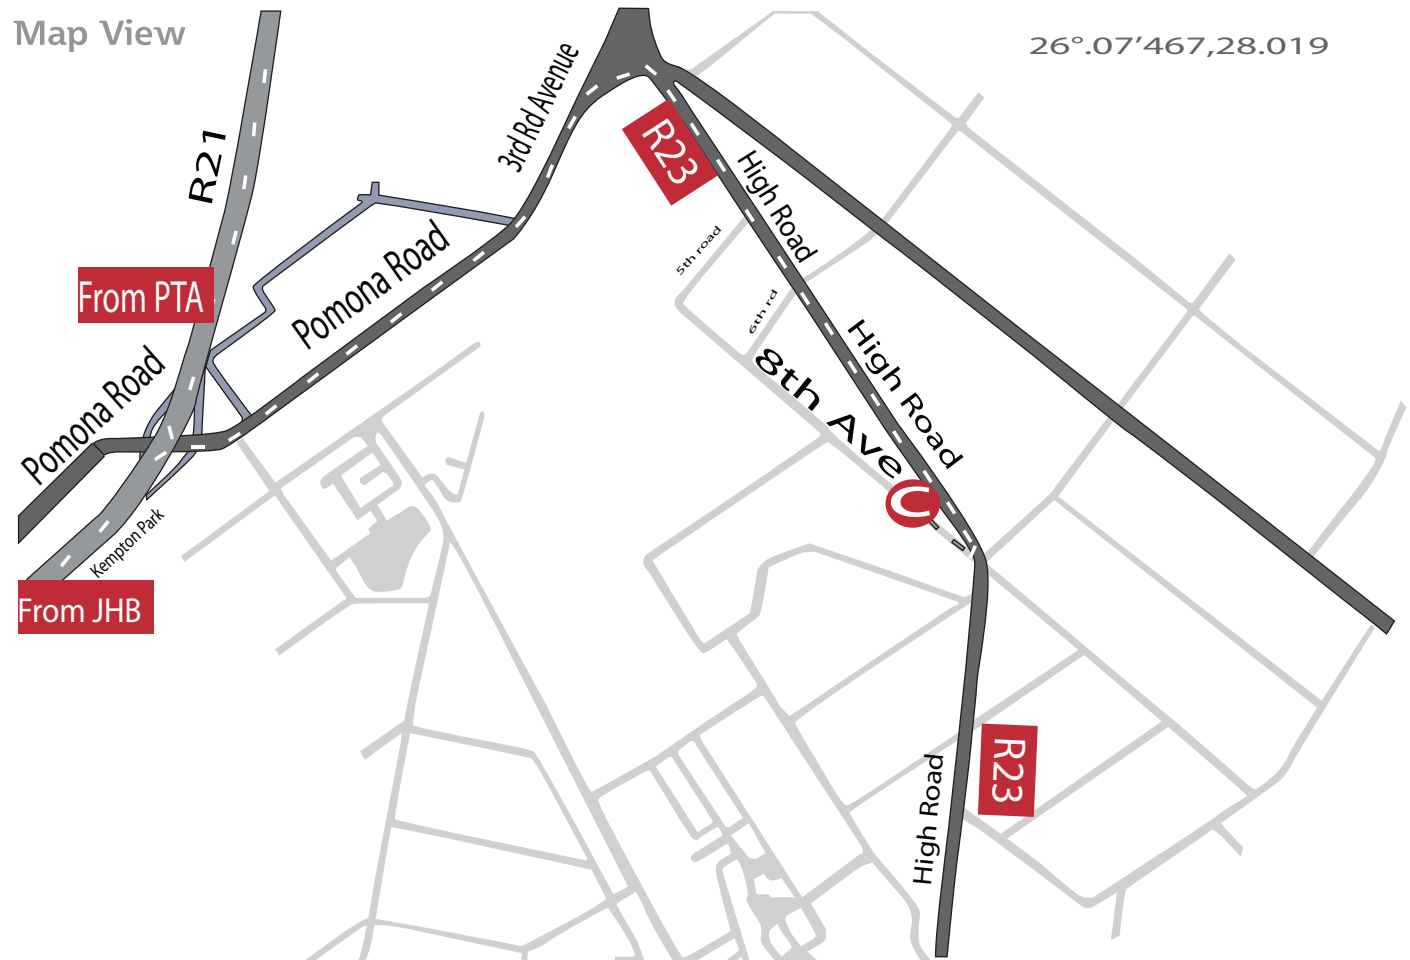 Map View
26°.07'467,28.019
R21
3rd Rd Avenue
R23
High Road
5th road
Pomona Road
From PTA
6th rd
High Road
8th Ave
Pomona Road
C
Kempton Park
From JHB
R23
High Road